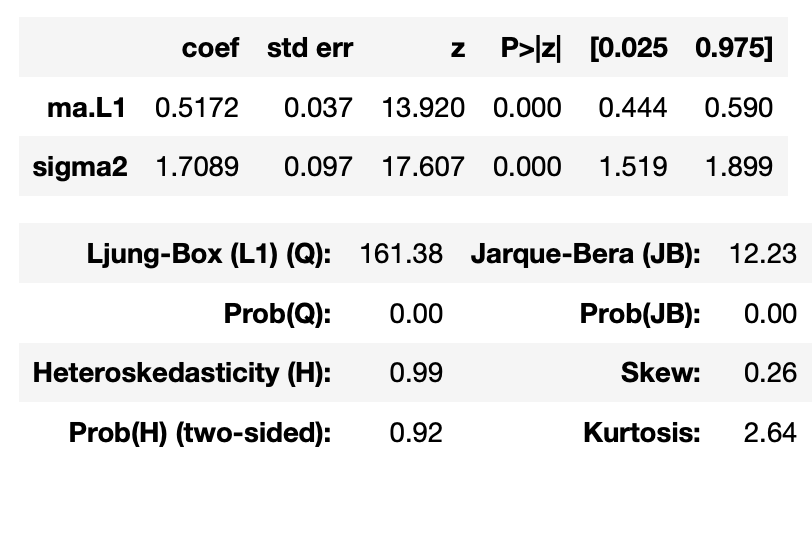 coef std err z P>|z| [0.025 0.975]
ma.L1 0.5172 0.037 13.920 0.000 0.444 0.590
sigma2 1.7089 0.097 17.607 0.000 1.519 1.899
Ljung-Box (L1) (Q): 161.38 Jarque-Bera (JB): 12.23
Prob(Q): 0.00 Prob(JB): 0.00
Heteroskedasticity (H): 0.99 Skew: 0.26
Prob(H) (two-sided): 0.92 Kurtosis: 2.64